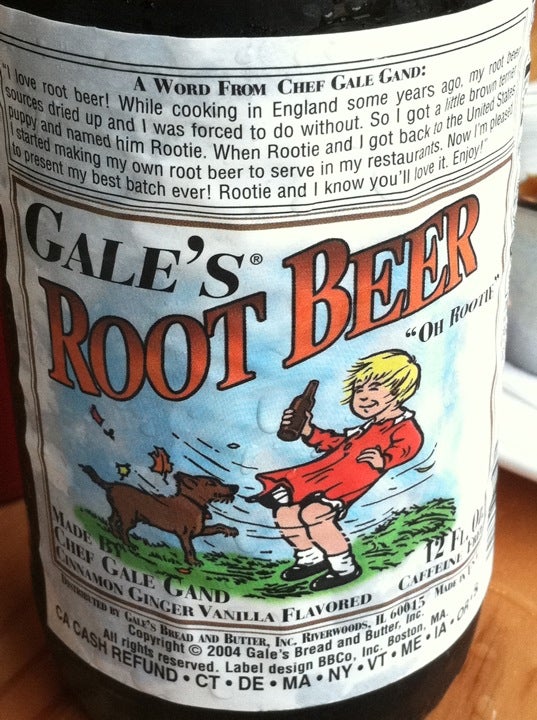 A WORD FROM CHEF GALE GAND:
"I love root beer! While cooking in England some years ago, my root beer
sources dried up and I was forced to do without. So I got a little brown terrier
puppy and named him Rootie. When Rootie and I got back to the United States
I started making my own root beer to serve in my restaurants. Now I'm pleased
to present my best batch ever! Rootie and I know you'll love it. Enjoy!"
GALE'S®
ROOT BEER
"OH ROOTIE"
MADE BY
CHEF GALE GAND
CINNAMON GINGER VANILLA FLAVORED
12 FL. OZ.
CAFFEINE
DISTRIBUTED BY GALE'S BREAD AND BUTTER, INC. RIVERWOODS, IL 60015 MADE IN
Copyright © 2004 Gale's Bread and Butter, Inc.
All rights reserved. Label design BBCo, Inc. Boston, MA.
CA CASH REFUND • CT • DE • MA • NY • VT • ME • IA • OR •